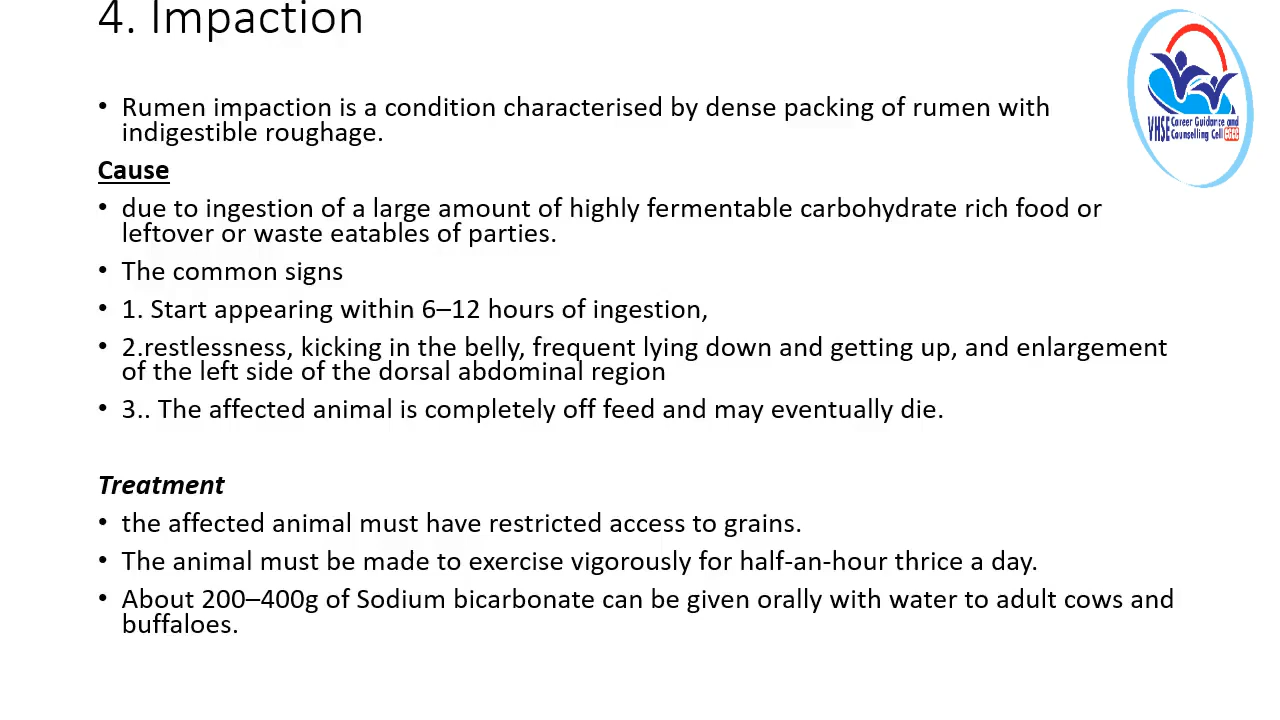 4. Impaction
• Rumen impaction is a condition characterised by dense packing of rumen with
indigestible roughage.
Cause
• due to ingestion of a large amount of highly fermentable carbohydrate rich food or
leftover or waste eatables of parties.
• The common signs
• 1. Start appearing within 6–12 hours of ingestion,
• 2.restlessness, kicking in the belly, frequent lying down and getting up, and enlargement
of the left side of the dorsal abdominal region
• 3.. The affected animal is completely off feed and may eventually die.
Treatment
• the affected animal must have restricted access to grains.
• The animal must be made to exercise vigorously for half-an-hour thrice a day.
• About 200–400g of Sodium bicarbonate can be given orally with water to adult cows and
buffaloes.
VHSE Career Guidance and
Counselling Cell